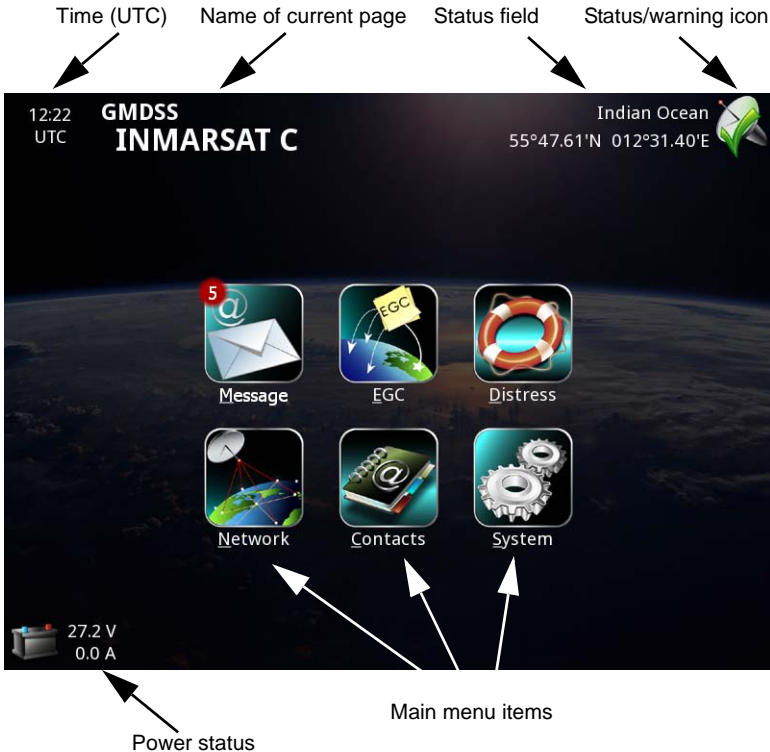 Time (UTC) Name of current page Status field Status/warning icon
12:22
UTC
GMDSS
INMARSAT C
Indian Ocean
55°47.61'N 012°31.40'E
5
@
Message
EGC
EGC
Distress
Network
@
Contacts
System
27.2 V
0.0 A
Main menu items
Power status